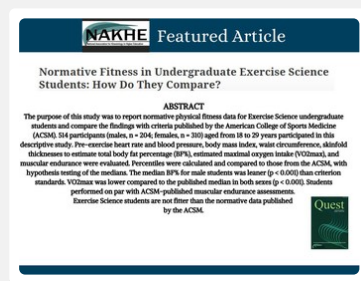 NAKHE
Featured Article
Normative Fitness in Undergraduate Exercise Science
Students: How Do They Compare?
ABSTRACT
The purpose of this study was to report normative physical fitness data for Exercise Science undergraduate
students and compare the findings with criteria published by the American College of Sports Medicine
(ACSM). 514 participants (males, n = 204; females, n = 310) aged from 18 to 29 years participated in this
descriptive study. Pre-exercise heart rate and blood pressure, body mass index, waist circumference, skinfold
thicknesses to estimate total body fat percentage (BF%), estimated maximal oxygen intake (VO2max), and
muscular endurance were evaluated. Percentiles were calculated and compared to those from the ACSM, with
hypothesis testing of the medians. The median BF% for male students was leaner (p < 0.001) than criterion
standards. VO2max was lower compared to the published median in both sexes (p < 0.001). Students
performed on par with ACSM-published muscular endurance assessments.
Exercise Science students are not fitter than the normative data published
by the ACSM.
Quest